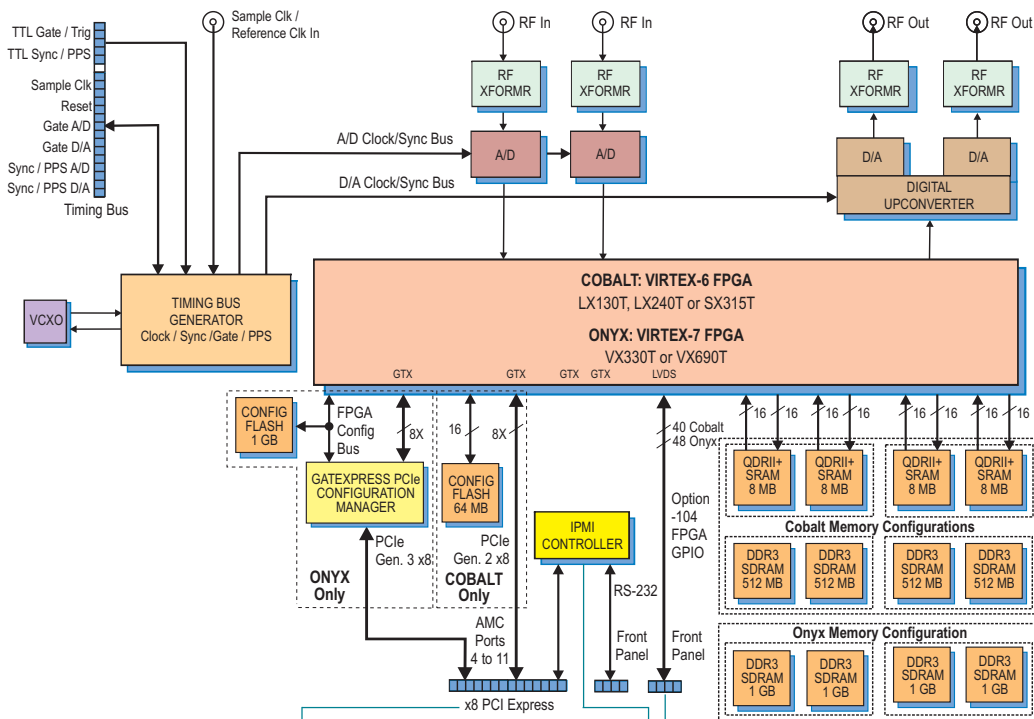 TTL Gate / Trig
TTL Sync / PPS
Sample Clk
Reset
Gate A/D
Gate D/A
Sync / PPS A/D
Sync / PPS D/A
Timing Bus
Sample Clk /
Reference Clk In
RF In
RF In
RF Out
RF Out
RF
XFORMR
RF
XFORMR
RF
XFORMR
RF
XFORMR
A/D Clock/Sync Bus
A/D
A/D
D/A
D/A
D/A Clock/Sync Bus
DIGITAL
UPCONVERTER
VCXO
TIMING BUS
GENERATOR
Clock / Sync /Gate / PPS
COBALT: VIRTEX-6 FPGA
LX130T, LX240T or SX315T
ONYX: VIRTEX-7 FPGA
VX330T or VX690T
GTX
GTX
GTX
LVDS
CONFIG
FLASH
1 GB
FPGA
Config
Bus
8X
16
8X
40 Cobalt
48 Onyx
16
16
16
16
16
16
16
16
GATEXPRESS PCIe
CONFIGURATION
MANAGER
CONFIG
FLASH
64 MB
QDRII+
SRAM
8 MB
QDRII+
SRAM
8 MB
QDRII+
SRAM
8 MB
QDRII+
SRAM
8 MB
Option
-104
FPGA
GPIO
IPMI
CONTROLLER
PCIe
Gen. 3 x8
PCIe
Gen. 2 x8
ONYX
Only
COBALT
Only
Cobalt Memory Configurations
DDR3
SDRAM
512 MB
DDR3
SDRAM
512 MB
DDR3
SDRAM
512 MB
DDR3
SDRAM
512 MB
RS-232
AMC
Ports
4 to 11
Front
Panel
Front
Panel
Onyx Memory Configuration
DDR3
SDRAM
1 GB
DDR3
SDRAM
1 GB
DDR3
SDRAM
1 GB
DDR3
SDRAM
1 GB
x8 PCI Express